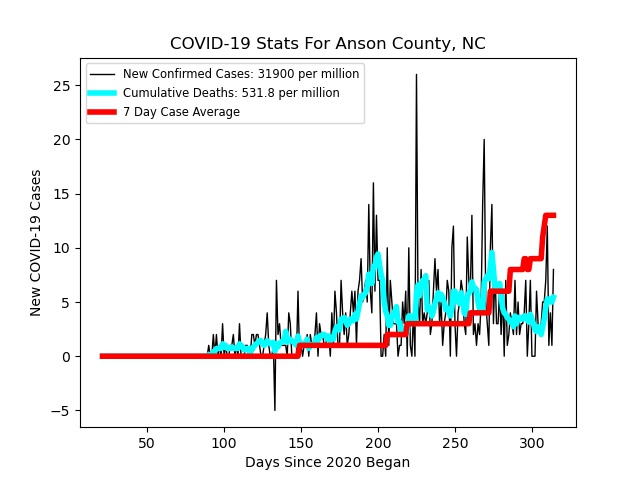 COVID-19 Stats For Anson County, NC
New Confirmed Cases: 31900 per million
Cumulative Deaths: 531.8 per million
7 Day Case Average
New COVID-19 Cases
25
20
15
10
5
0
−5
50 100 150 200 250 300
Days Since 2020 Began